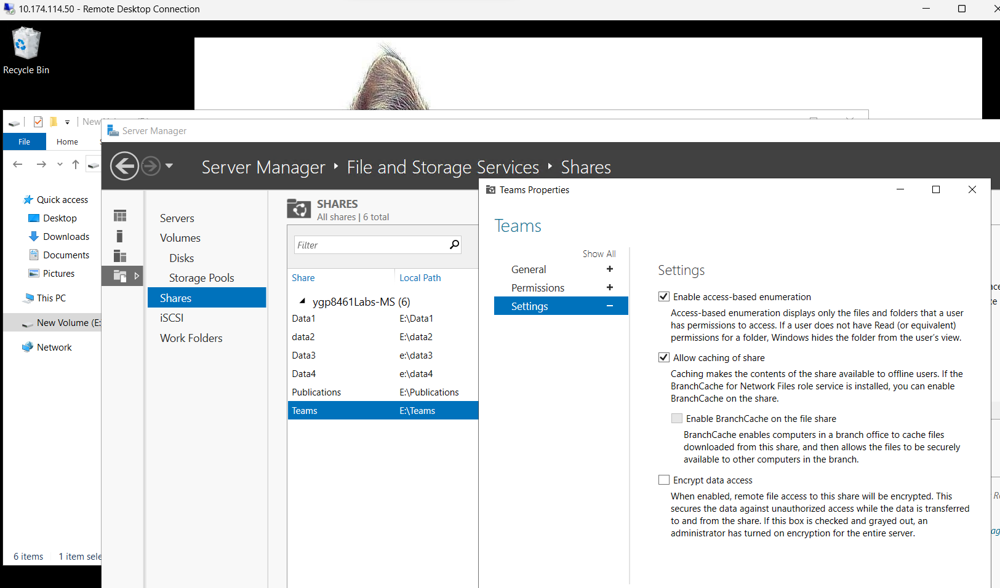 10.174.114.50 - Remote Desktop Connection
Recycle Bin
New
File
Home
Server Manager
Server Manager File and Storage Services Shares
Quick access
Desktop
Downloads
Documents
Pictures
This PC
New Volume (E:
Network
6 items 1 item sele
Servers
Volumes
Disks
Storage Pools
Shares
iSCSI
Work Folders
SHARES
All shares | 6 total
Filter
Share Local Path
ygp8461Labs-MS (6)
Data1 E:\Data1
data2 E:\data2
Data3 e:\data3
Data4 e:\data4
Publications E:\Publications
Teams E:\Teams
Teams Properties
Teams
Show All
General +
Permissions +
Settings –
Settings
Enable access-based enumeration
Access-based enumeration displays only the files and folders that a user
has permissions to access. If a user does not have Read (or equivalent)
permissions for a folder, Windows hides the folder from the user's view.
Allow caching of share
Caching makes the contents of the share available to offline users. If the
BranchCache for Network Files role service is installed, you can enable
BranchCache on the share.
Enable BranchCache on the file share
BranchCache enables computers in a branch office to cache files
downloaded from this share, and then allows the files to be securely
available to other computers in the branch.
Encrypt data access
When enabled, remote file access to this share will be encrypted. This
secures the data against unauthorized access while the data is transferred
to and from the share. If this box is checked and grayed out, an
administrator has turned on encryption for the entire server.